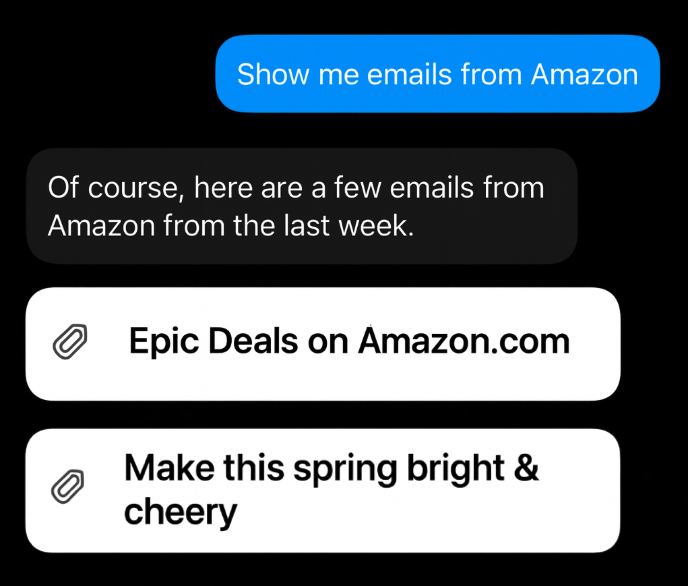 Show me emails from Amazon
Of course, here are a few emails from
Amazon from the last week.
Epic Deals on Amazon.com
Make this spring bright &
cheery